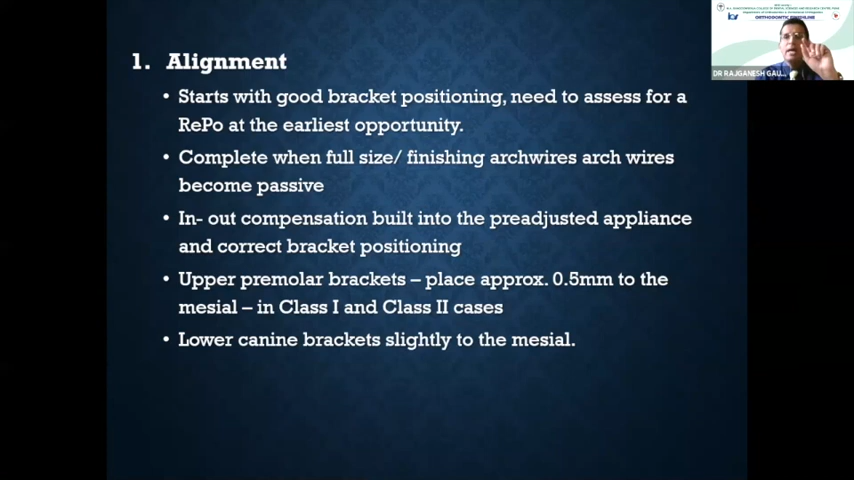 1. Alignment
• Starts with good bracket positioning, need to assess for a
RePo at the earliest opportunity.
• Complete when full size/ finishing archwires arch wires
become passive
• In- out compensation built into the preadjusted appliance
and correct bracket positioning
• Upper premolar brackets – place approx. 0.5mm to the
mesial – in Class I and Class II cases
• Lower canine brackets slightly to the mesial.
ORTHODONTIC
DR RAJGANESH GAU...